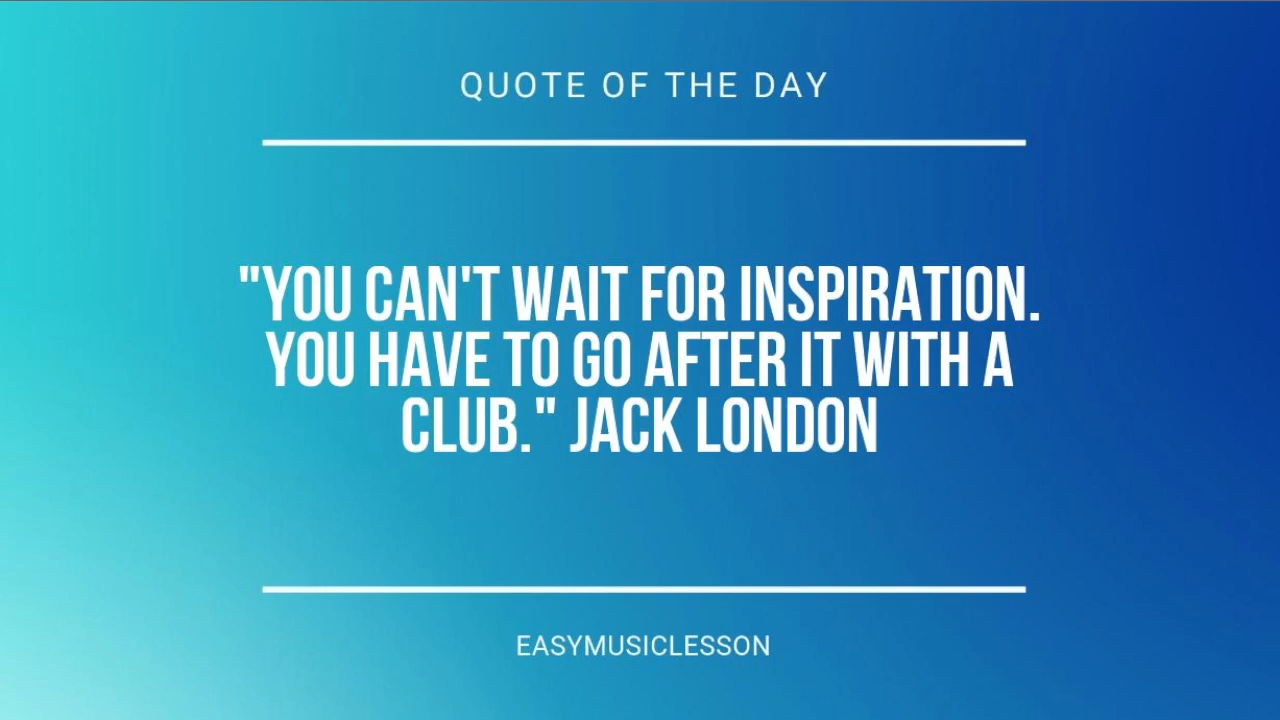 QUOTE OF THE DAY
"YOU CAN'T WAIT FOR INSPIRATION.
YOU HAVE TO GO AFTER IT WITH A
CLUB." JACK LONDON
EASYMUSICLESSON